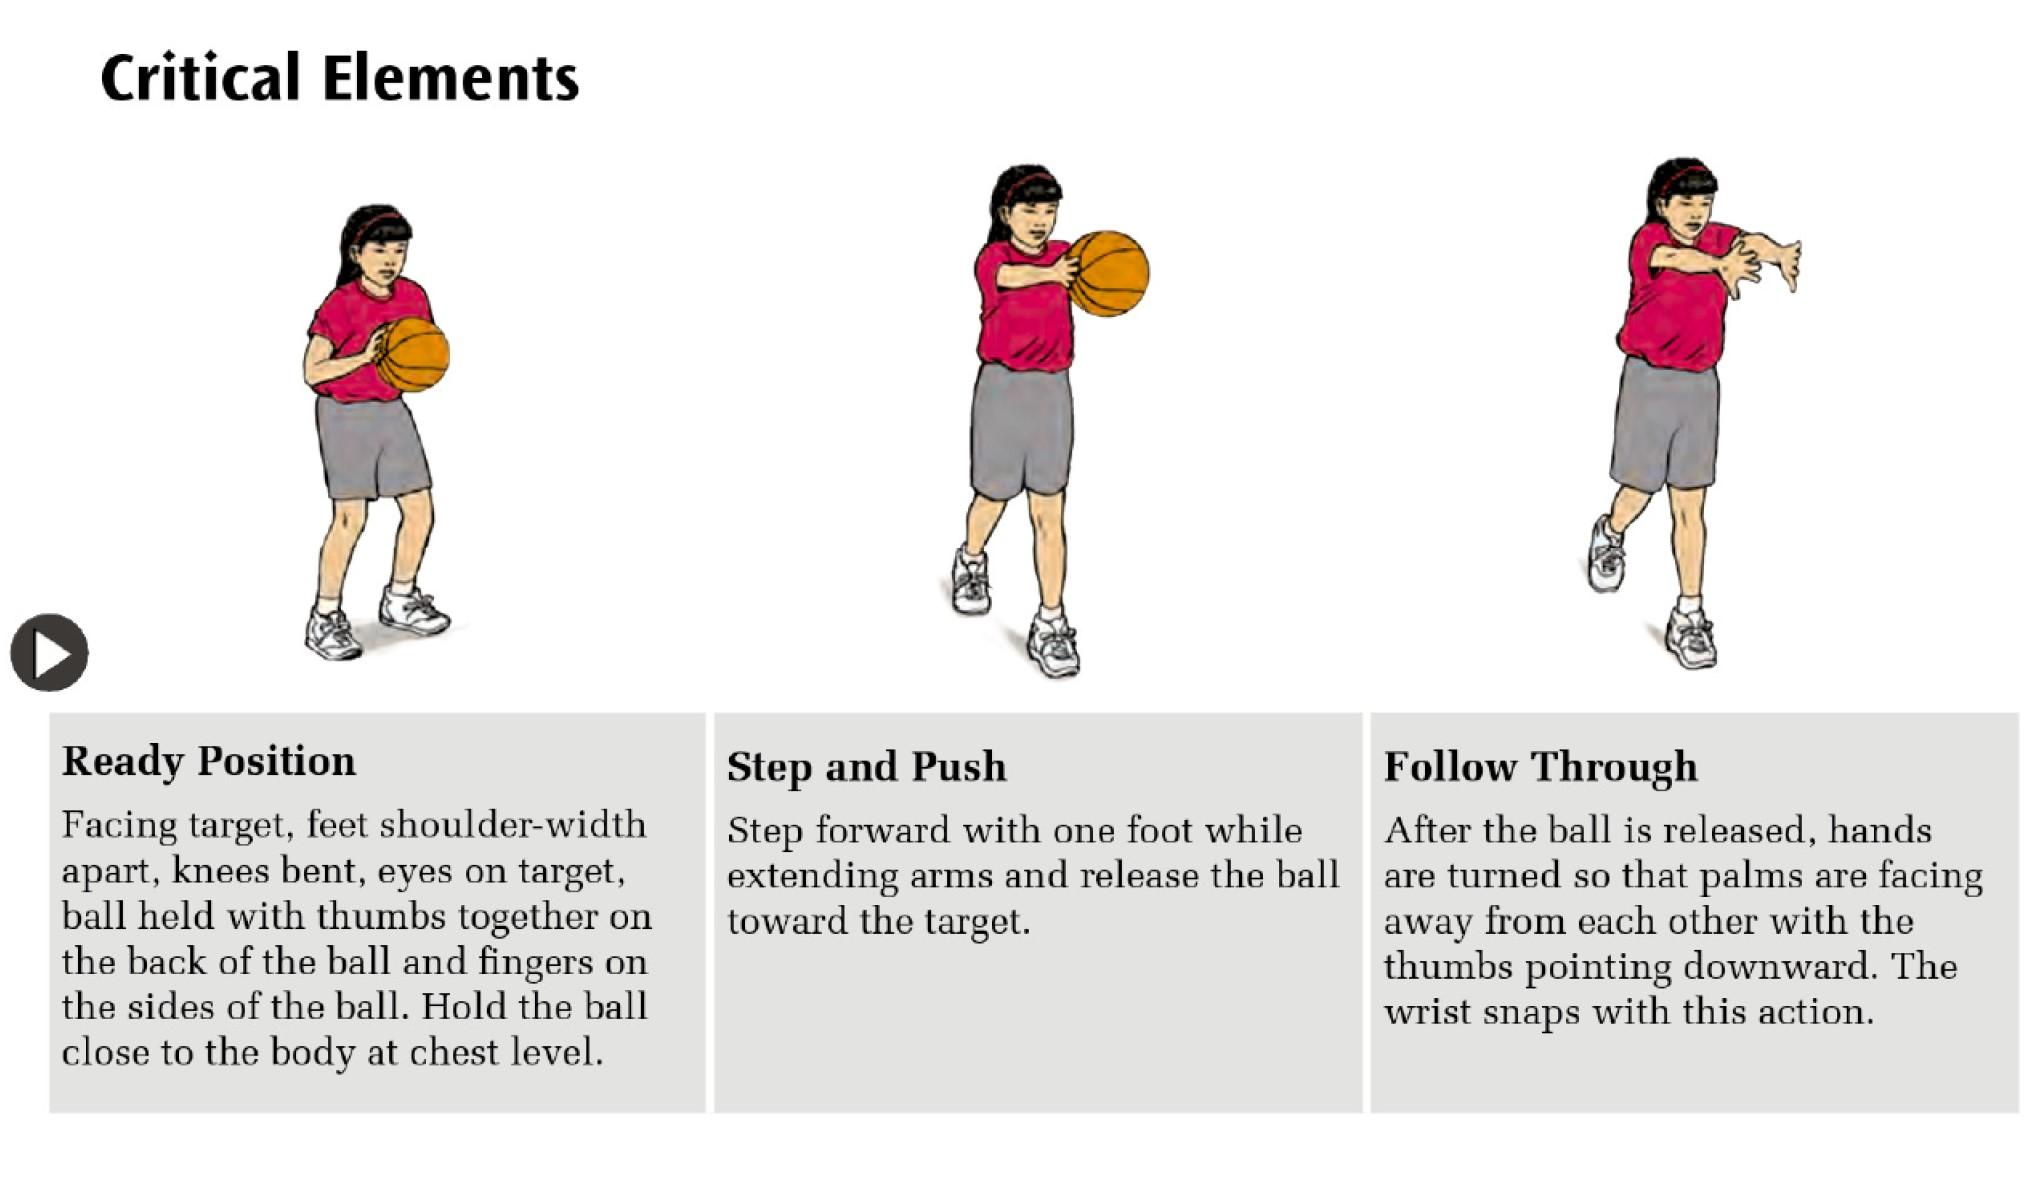 Critical Elements
Ready Position
Facing target, feet shoulder-width
apart, knees bent, eyes on target,
ball held with thumbs together on
the back of the ball and fingers on
the sides of the ball. Hold the ball
close to the body at chest level.
Step and Push
Step forward with one foot while
extending arms and release the ball
toward the target.
Follow Through
After the ball is released, hands
are turned so that palms are facing
away from each other with the
thumbs pointing downward. The
wrist snaps with this action.